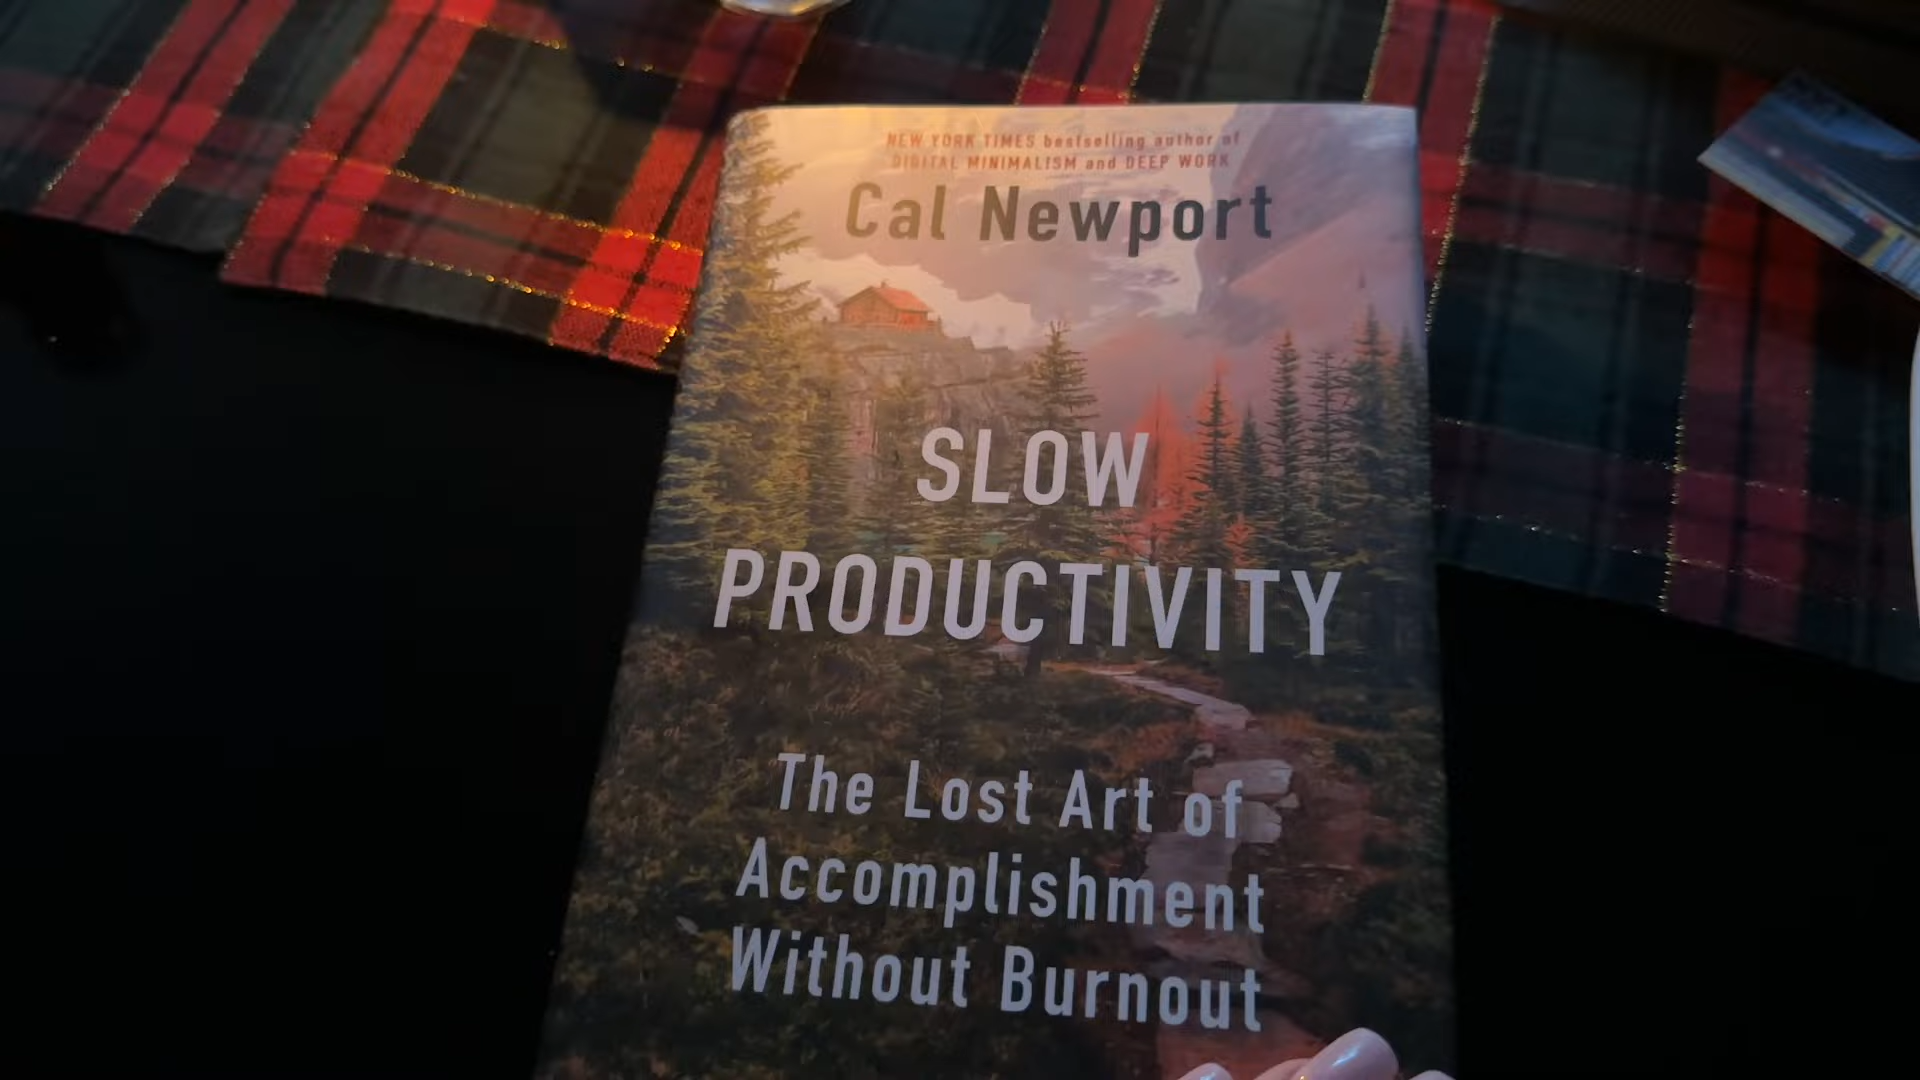 NEW YORK TIMES bestselling author of
DIGITAL MINIMALISM and DEEP WORK
Cal Newport
SLOW
PRODUCTIVITY
The Lost Art of
Accomplishment
Without Burnout